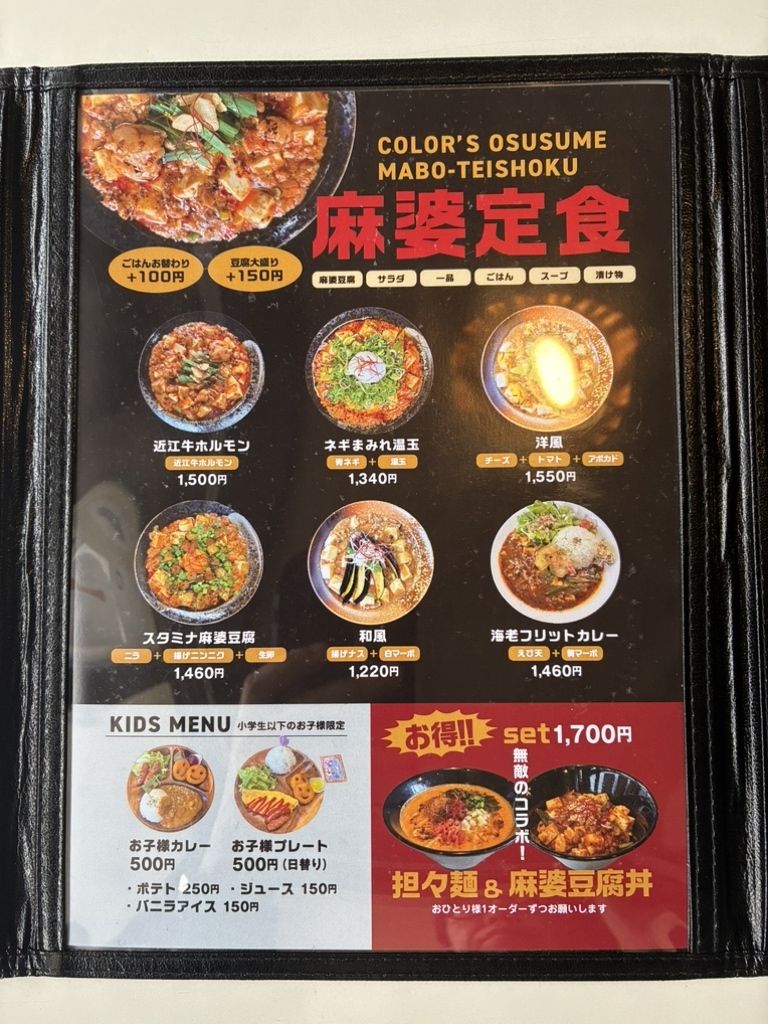 COLOR'S OSUSUME
MABO-TEISHOKU
麻婆定食
ごはんお替わり
+100円
豆腐大盛り
+150円
麻婆豆腐 サラダ 一品 ごはん スープ 漬け物
近江牛ホルモン
近江牛ホルモン
1,500円
ネギまみれ温玉
青ネギ + 温玉
1,340円
洋風
チーズ + トマト + アボカド
1,550円
スタミナ麻婆豆腐
ニラ + 揚げニンニク + 生卵
1,460円
和風
揚げナス + 白マーボ
1,220円
海老フリットカレー
えび天 + 麻マーボ
1,460円
KIDS MENU 小学生以下のお子様限定
お子様カレー
500円
お子様プレート
500円(日替り)
・ポテト 250円 ・ジュース 150円
・バニラアイス 150円
お得!! set1,700円
無敵のコラボ!
担々麺 & 麻婆豆腐丼
おひとり様1オーダーずつお願いします